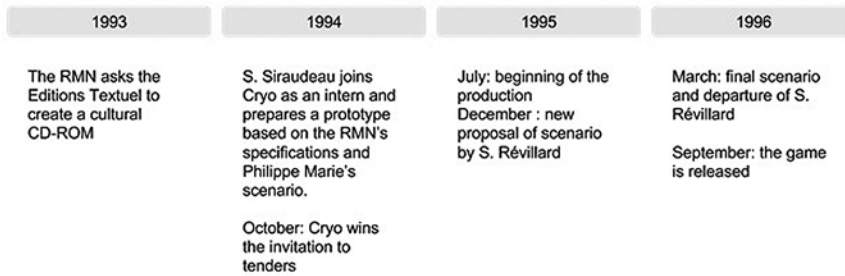 1993
The RMN asks the
Editions Textuel to
create a cultural
CD-ROM
1994
S. Siraudeau joins
Cryo as an intern and
prepares a prototype
based on the RMN's
specifications and
Philippe Marie's
scenario.
October: Cryo wins
the invitation to
tenders
1995
July: beginning of the
production
December : new
proposal of scenario
by S. Révillard
1996
March: final scenario
and departure of S.
Révillard
September: the game
is released